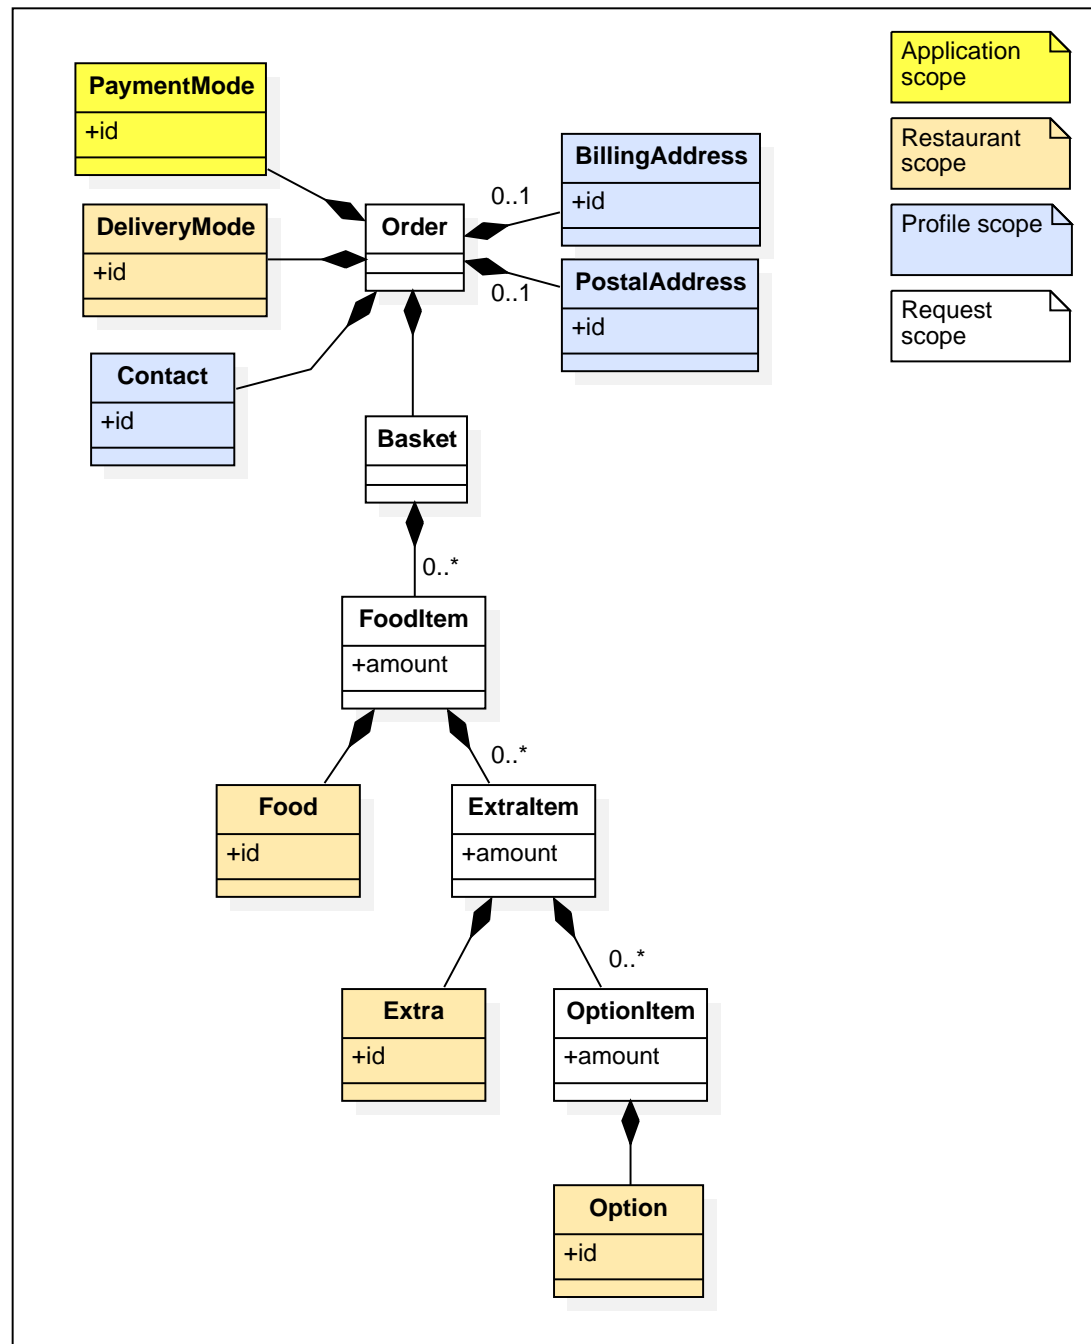 Application
scope
PaymentMode
+id
Restaurant
scope
BillingAddress
+id
0..1
DeliveryMode
+id
Order
Profile scope
PostalAddress
+id
0..1
Request
scope
Contact
+id
Basket
0..*
FoodItem
+amount
0..*
Food
+id
ExtraItem
+amount
0..*
Extra
+id
OptionItem
+amount
Option
+id